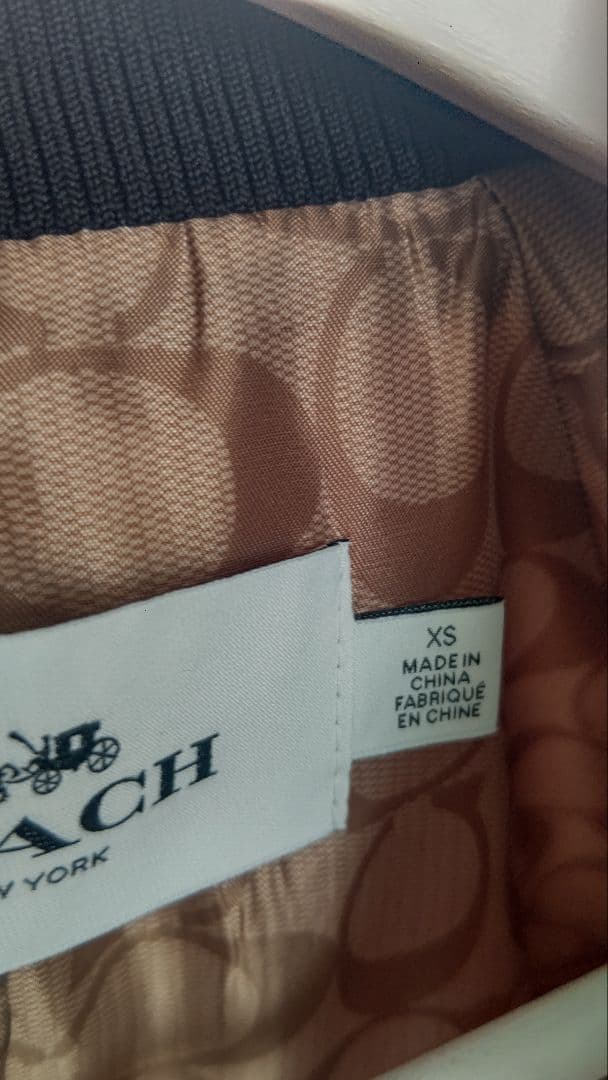 ACH
Y YORK
XS
MADE IN
CHINA
FABRIQUÉ
EN CHINE